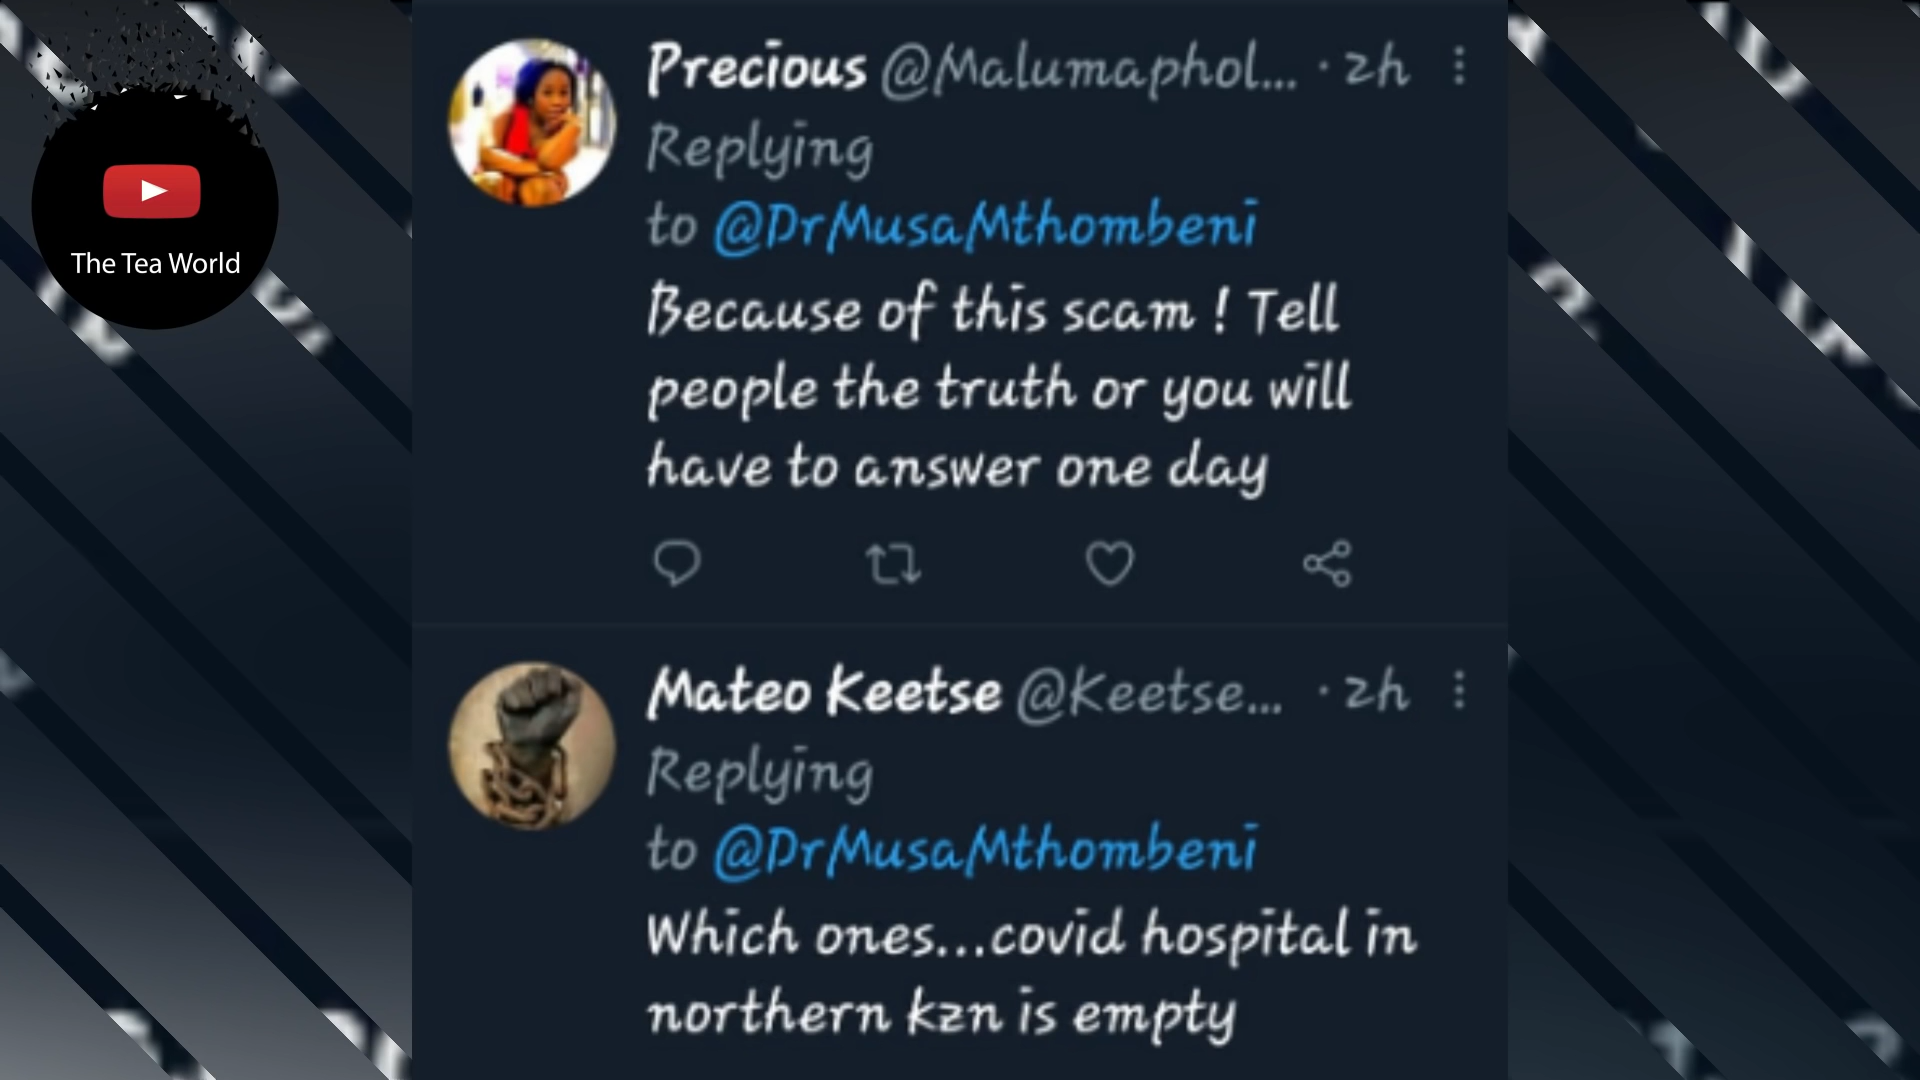 The Tea World
Precious @Malumaphol... · 2h
Replying
to @DrMusaMthombeni
Because of this scam ! Tell
people the truth or you will
have to answer one day
Mateo Keetse @Keetse... · 2h
Replying
to @DrMusaMthombeni
Which ones...covid hospital in
northern kzn is empty